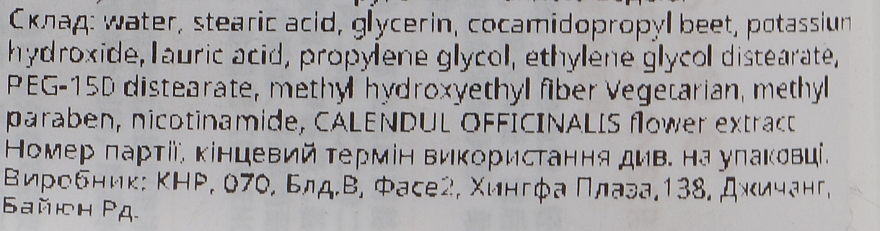 Склад: water, stearic acid, glycerin, cocamidopropyl beet, potassium
hydroxide, lauric acid, propylene glycol, ethylene glycol distearate,
PEG-15D distearate, methyl hydroxyethyl fiber Vegetarian, methyl
paraben, nicotinamide, CALENDUL OFFICINALIS flower extract
Номер партії, кінцевий термін використання див. на упаковці.
Виробник: КНР, 070, Блд.В, Фасе2, Хингфа Плаза,138, Джичанг,
Байюн Рд.